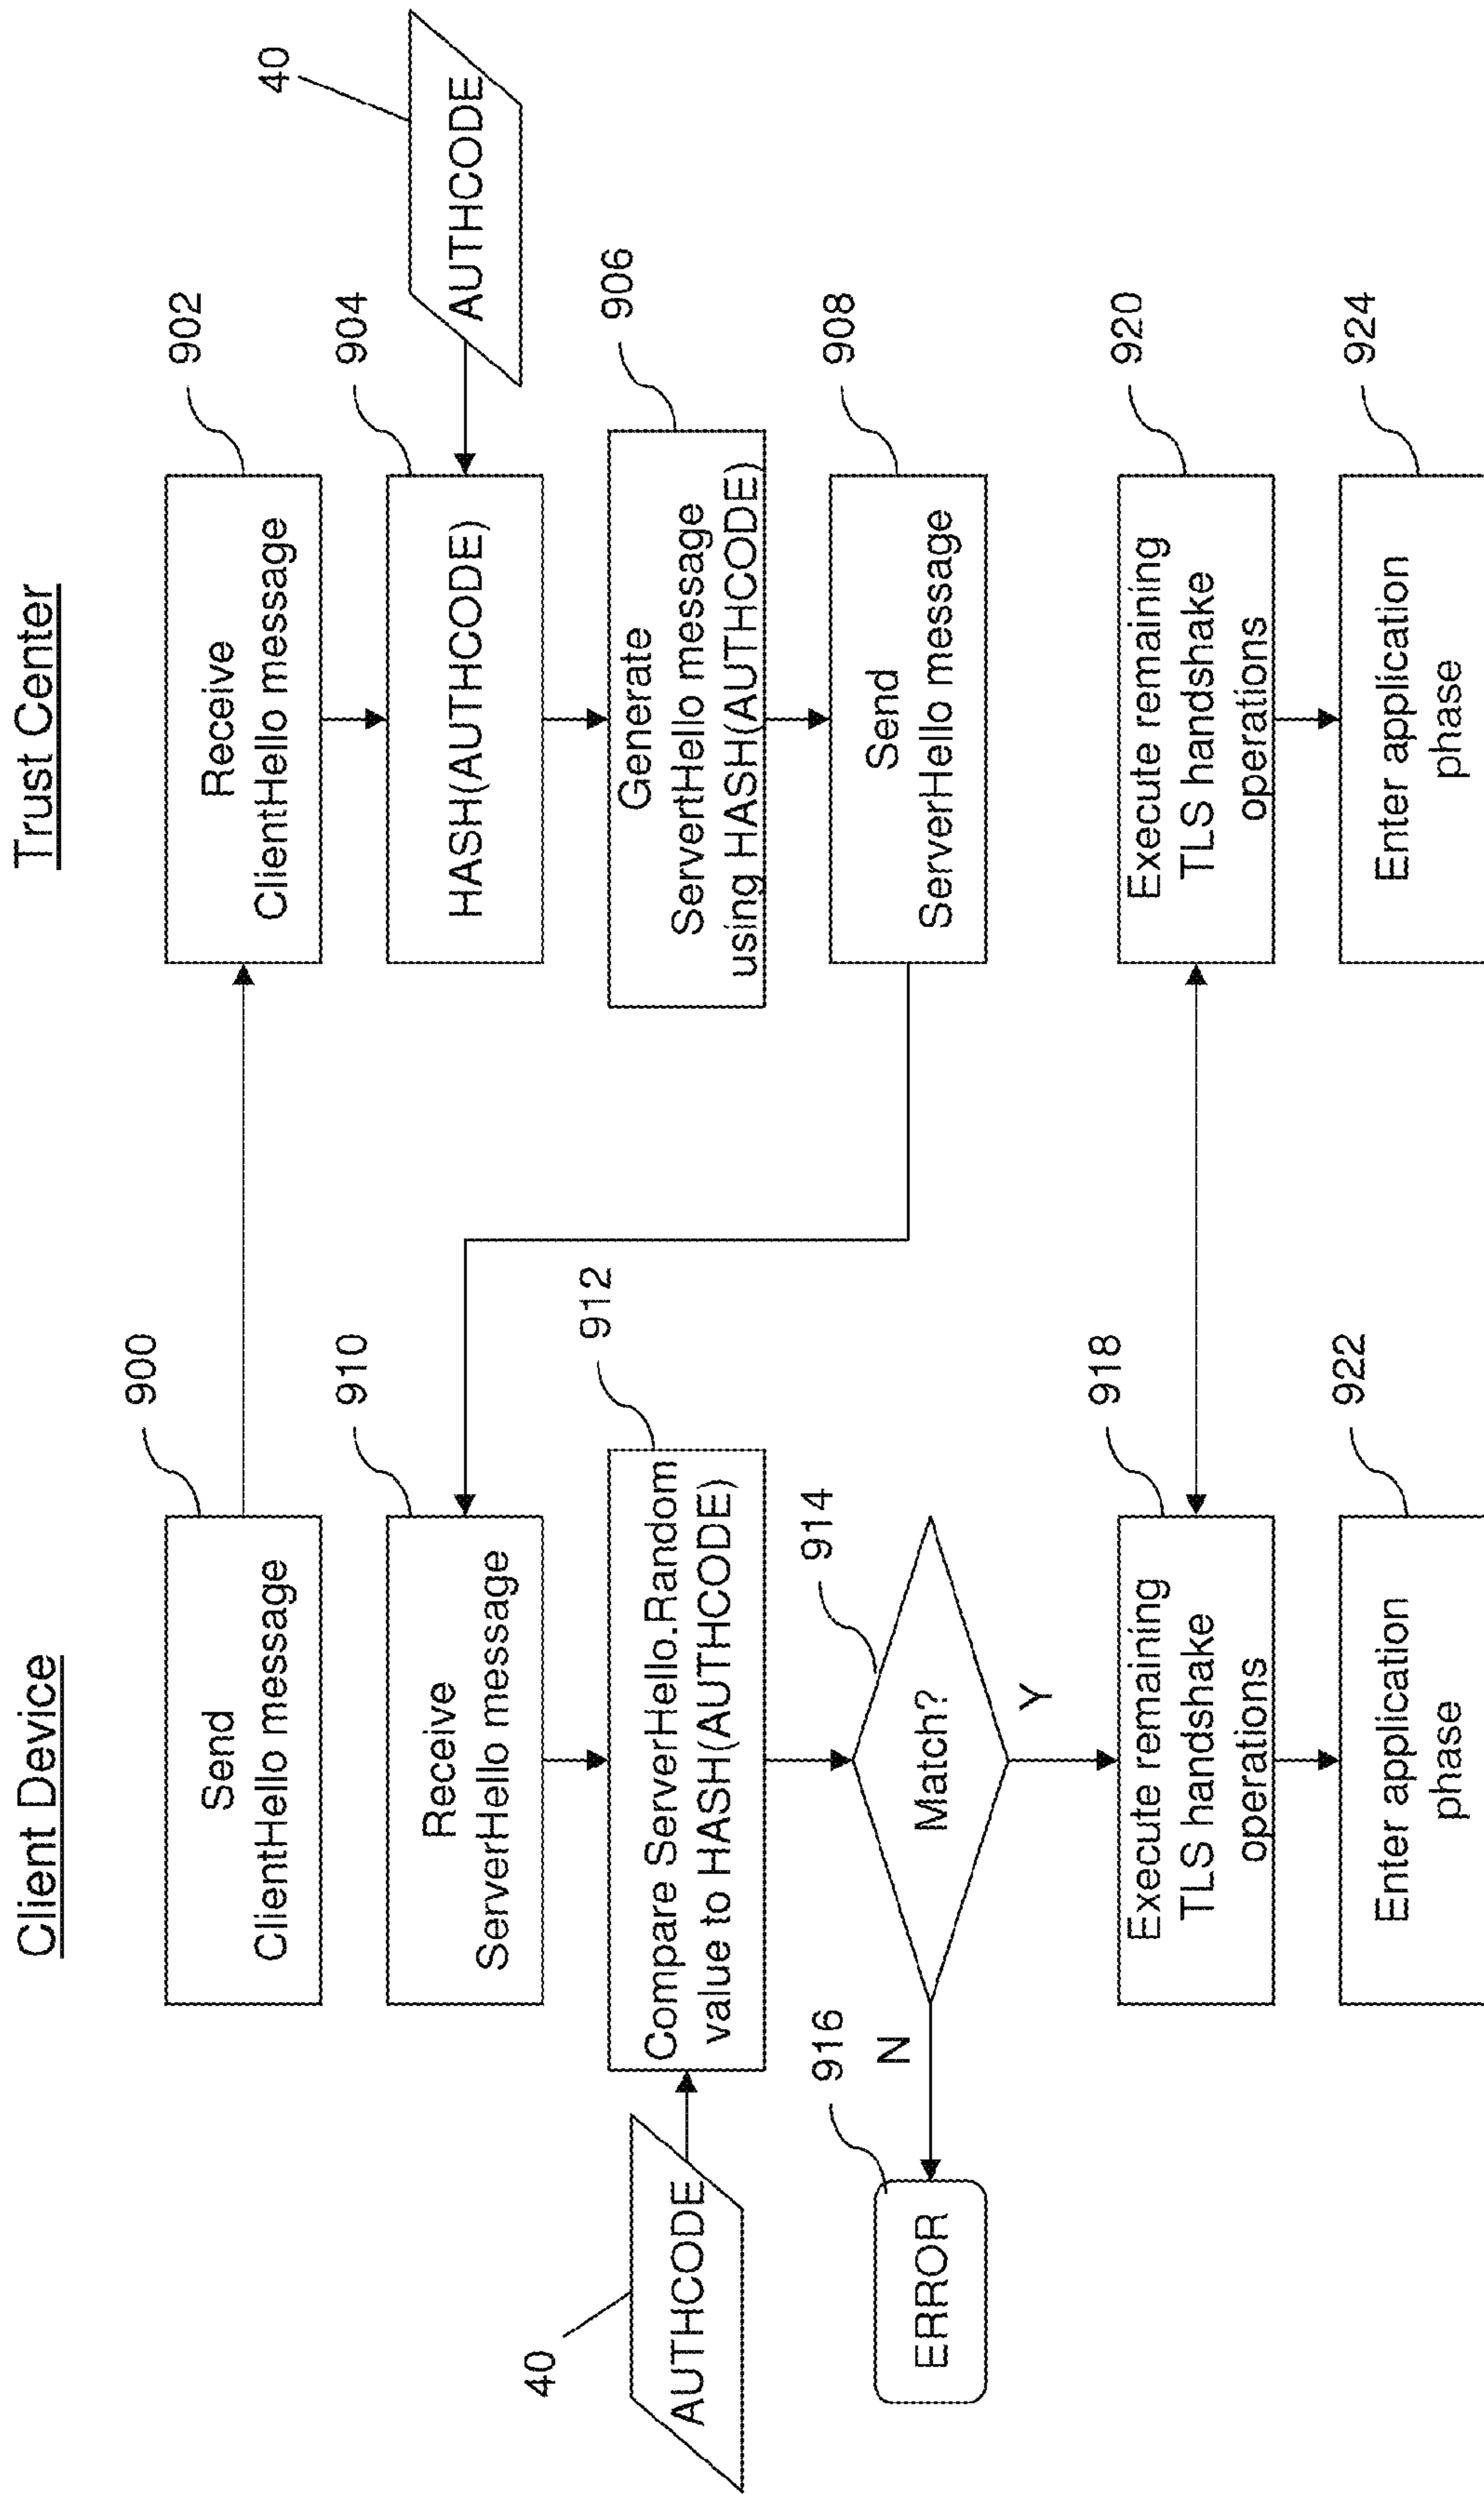 Client Device
Trust Center
900
Send
ClientHello message
902
Receive
ClientHello message
904
HASH(AUTHCODE)
40
AUTHCODE
906
Generate
ServertHello message
using HASH(AUTHCODE)
908
Send
ServerHello message
910
Receive
ServerHello message
912
Compare ServerHello.Random
value to HASH(AUTHCODE)
40
AUTHCODE
914
Match?
N
Y
916
ERROR
918
Execute remaining
TLS handshake
operations
920
Execute remaining
TLS handshake
operations
922
Enter application
phase
924
Enter application
phase